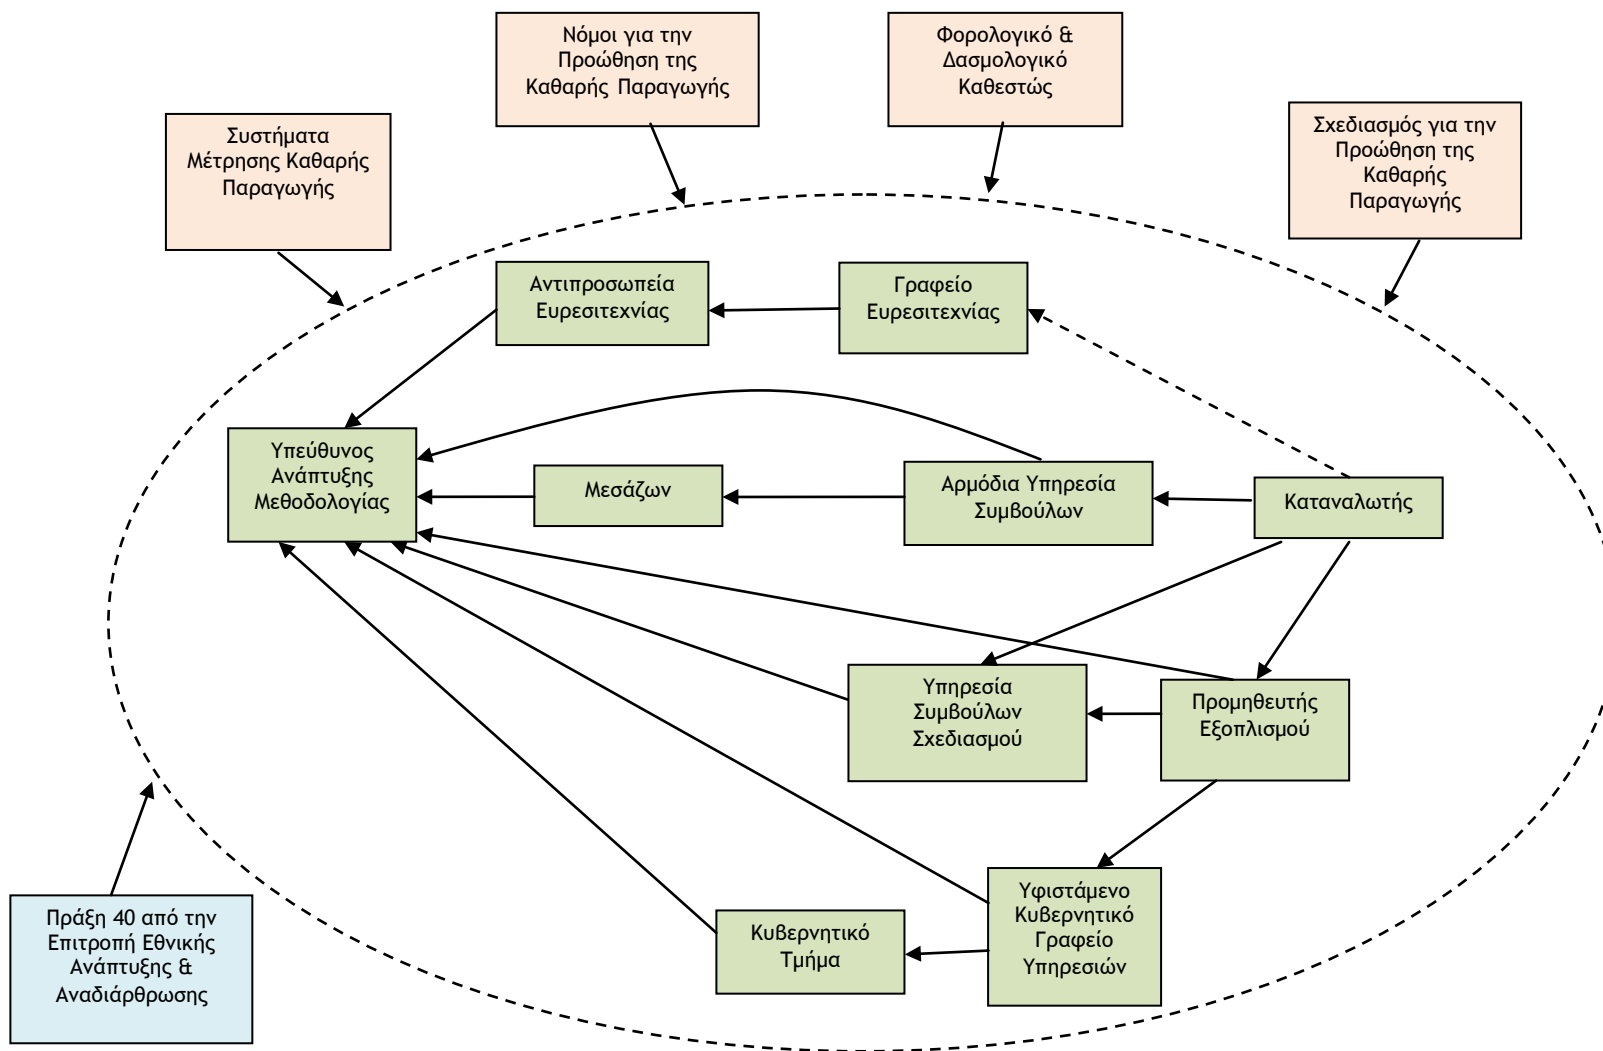 Νόμοι για την
Προώθηση της
Καθαρής Παραγωγής
Φορολογικό &
Δασμολογικό
Καθεστώς
Συστήματα
Μέτρησης Καθαρής
Παραγωγής
Σχεδιασμός για την
Προώθηση της
Καθαρής
Παραγωγής
Αντιπροσωπεία
Ευρεσιτεχνίας
Γραφείο
Ευρεσιτεχνίας
Υπεύθυνος
Ανάπτυξης
Μεθοδολογίας
Μεσάζων
Αρμόδια Υπηρεσία
Συμβούλων
Καταναλωτής
Υπηρεσία
Συμβούλων
Σχεδιασμού
Προμηθευτής
Εξοπλισμού
Πράξη 40 από την
Επιτροπή Εθνικής
Ανάπτυξης &
Αναδιάρθρωσης
Κυβερνητικό
Τμήμα
Υφιστάμενο
Κυβερνητικό
Γραφείο
Υπηρεσιών